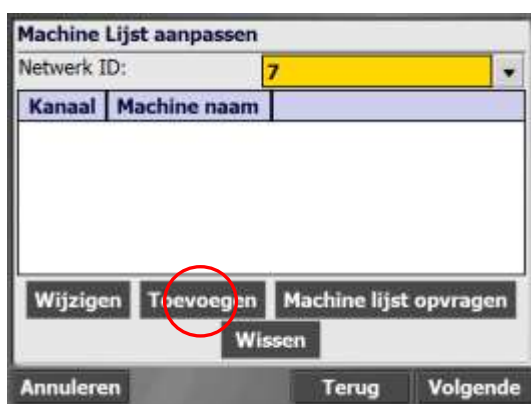 Machine Lijst aanpassen
Netwerk ID: 7
Kanaal Machine naam
Wijzigen Toevoegen Machine lijst opvragen
Wissen
Annuleren Terug Volgende